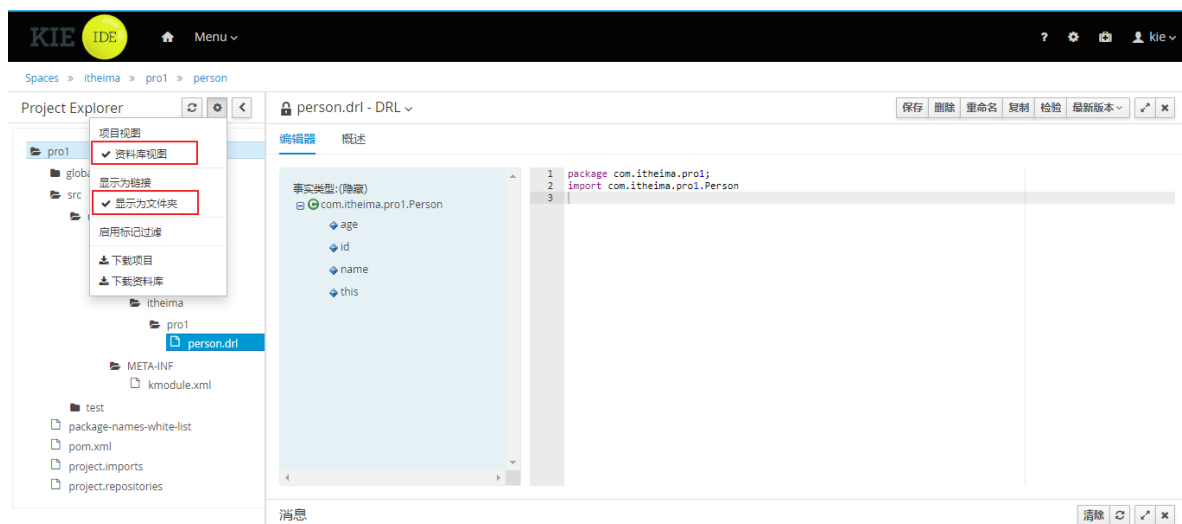 KIE IDE Menu ? kie
Spaces » itheima » pro1 » person
Project Explorer
项目视图
资料库视图
显示为链接
显示为文件夹
启用标记过滤
下载项目
下载资料库
pro1
src
itheima
pro1
person.drl
META-INF
kmodule.xml
test
package-names-white-list
pom.xml
project.imports
project.repositories
person.drl - DRL
保存 删除 重命名 复制 检验 最新版本
编辑器 概述
事实类型:(隐藏)
com.itheima.pro1.Person
age
id
name
this
1 package com.itheima.pro1;
2 import com.itheima.pro1.Person
3
消息
清除